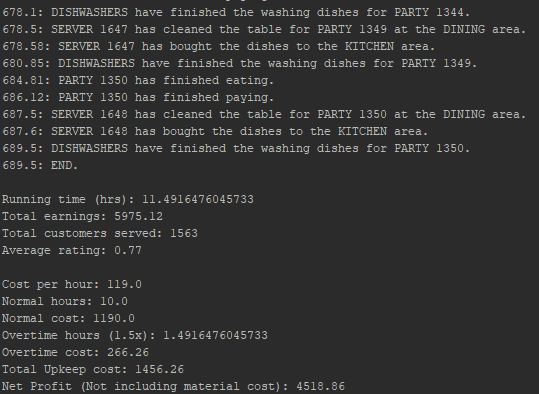 678.1: DISHWASHERS have finished the washing dishes for PARTY 1344.
678.5: SERVER 1647 has cleaned the table for PARTY 1349 at the DINING area.
678.58: SERVER 1647 has bought the dishes to the KITCHEN area.
680.85: DISHWASHERS have finished the washing dishes for PARTY 1349.
684.81: PARTY 1350 has finished eating.
686.12: PARTY 1350 has finished paying.
687.5: SERVER 1648 has cleaned the table for PARTY 1350 at the DINING area.
687.6: SERVER 1648 has bought the dishes to the KITCHEN area.
689.5: DISHWASHERS have finished the washing dishes for PARTY 1350.
689.5: END.
Running time (hrs): 11.4916476045733
Total earnings: 5975.12
Total customers served: 1563
Average rating: 0.77
Cost per hour: 119.0
Normal hours: 10.0
Normal cost: 1190.0
Overtime hours (1.5x): 1.4916476045733
Overtime cost: 266.26
Total Upkeep cost: 1456.26
Net Profit (Not including material cost): 4518.86